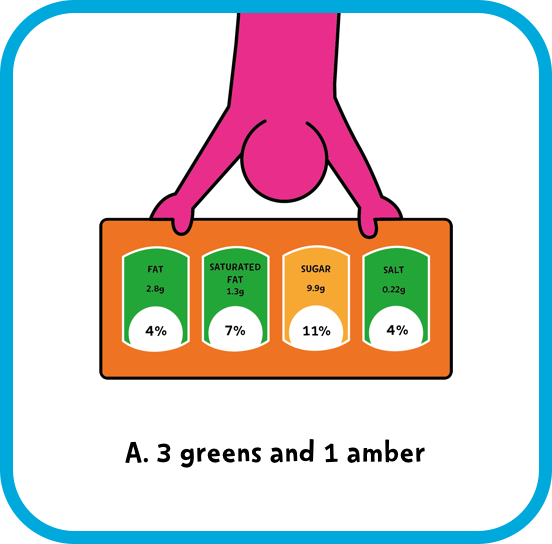 FAT
2.8g
4%
SATURATED
FAT
1.3g
7%
SUGAR
9.9g
11%
SALT
0.22g
4%
A. 3 greens and 1 amber